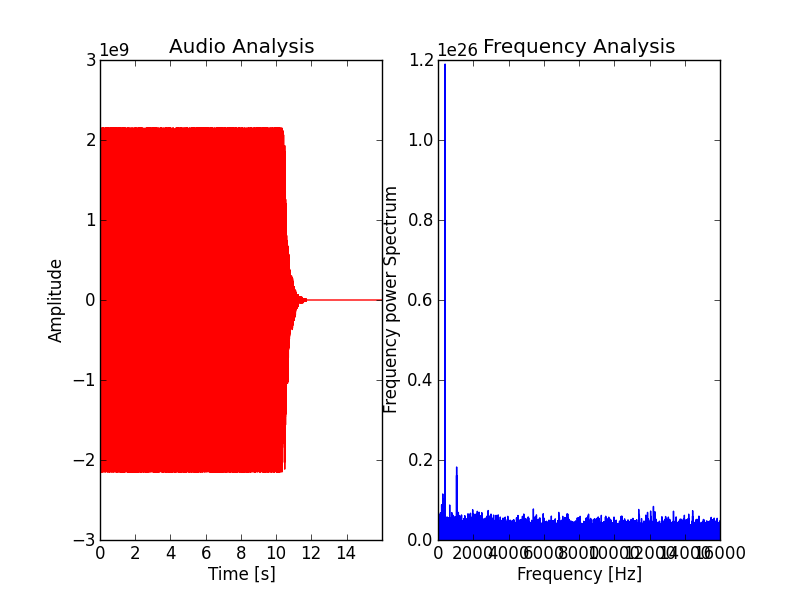 Audio Analysis
1e9
3
2
1
0
−1
−2
−3
Amplitude
0 2 4 6 8 10 12 14
Time [s]
Frequency Analysis
1e26
1.2
1.0
0.8
0.6
0.4
0.2
0.0
Frequency power Spectrum
0 2000 4000 6000 8000 10000 12000 14000 16000
Frequency [Hz]